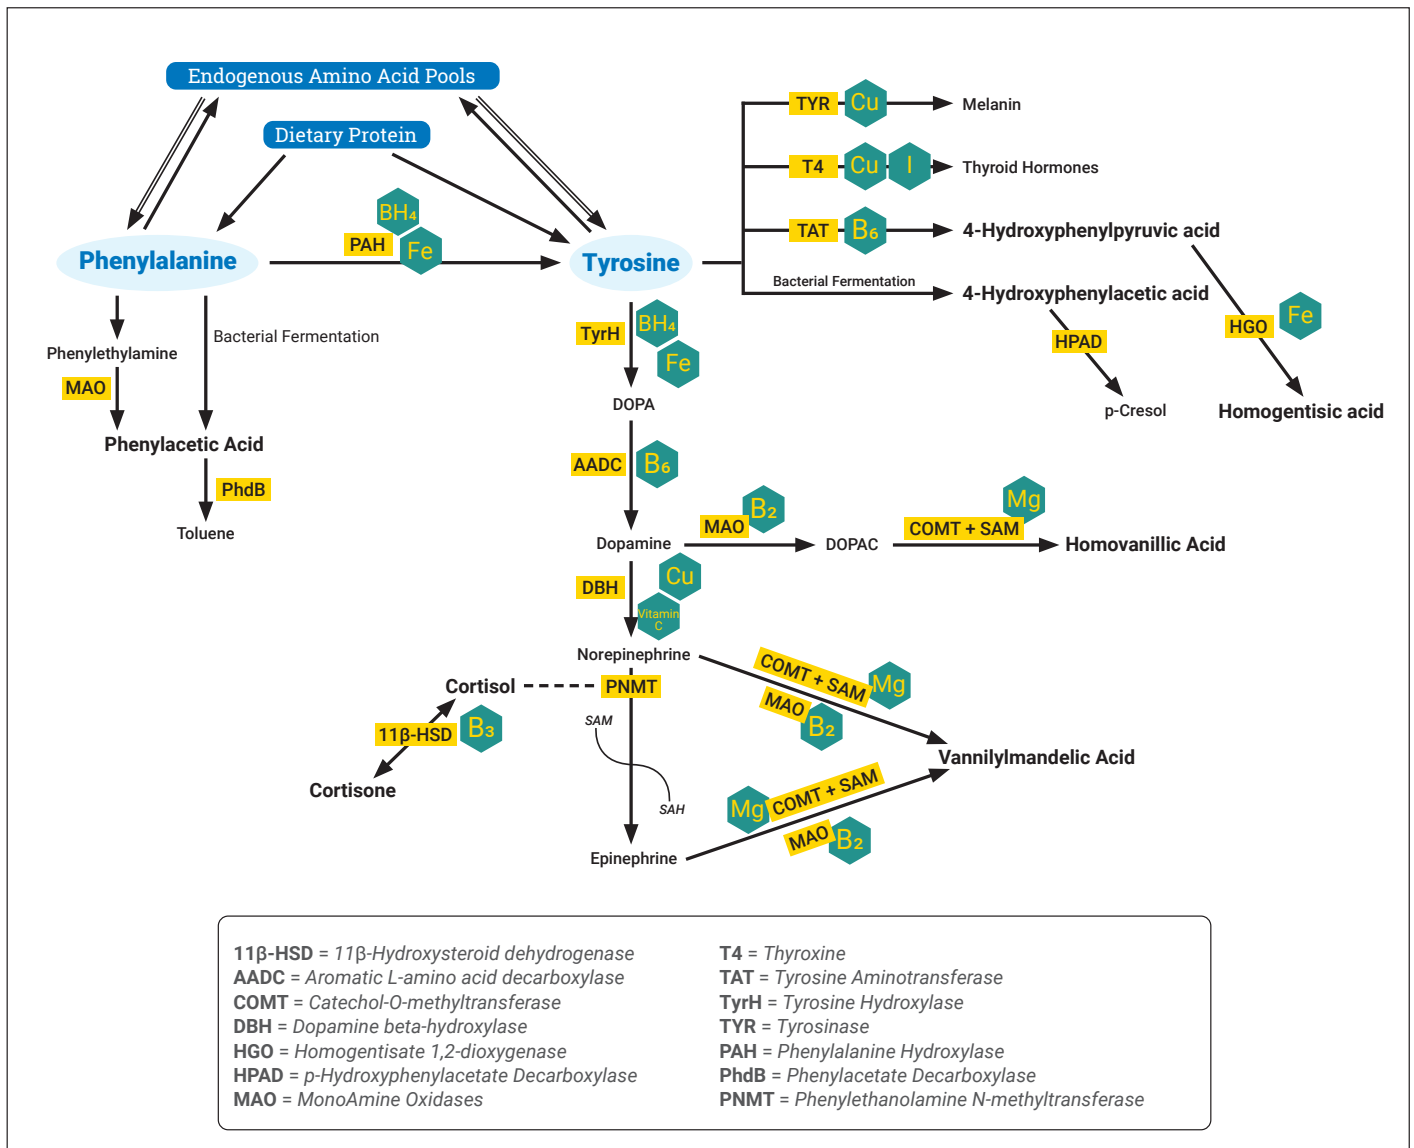 Endogenous Amino Acid Pools
Dietary Protein
TYR Cu Melanin
T4 Cu I Thyroid Hormones
BH4
PAH Fe
TAT B6 4-Hydroxyphenylpyruvic acid
Phenylalanine
Tyrosine
Bacterial Fermentation
4-Hydroxyphenylacetic acid
HGO Fe
HPAD
p-Cresol
Homogentisic acid
Bacterial Fermentation
Phenylethylamine
MAO
Phenylacetic Acid
PhdB
Toluene
TyrH BH4
Fe
DOPA
AADC B6
Dopamine
MAO B2
DOPAC
Mg
COMT + SAM
Homovanillic Acid
DBH Cu
Vitamin
C
Norepinephrine
COMT + SAM Mg
MAO B2
Cortisol
PNMT
11β-HSD B3
Cortisone
SAM
SAH
Vannilylmandelic Acid
Mg COMT + SAM
MAO B2
Epinephrine
11β-HSD = 11β-Hydroxysteroid dehydrogenase
AADC = Aromatic L-amino acid decarboxylase
COMT = Catechol-O-methyltransferase
DBH = Dopamine beta-hydroxylase
HGO = Homogentisate 1,2-dioxygenase
HPAD = p-Hydroxyphenylacetate Decarboxylase
MAO = MonoAmine Oxidases
T4 = Thyroxine
TAT = Tyrosine Aminotransferase
TyrH = Tyrosine Hydroxylase
TYR = Tyrosinase
PAH = Phenylalanine Hydroxylase
PhdB = Phenylacetate Decarboxylase
PNMT = Phenylethanolamine N-methyltransferase